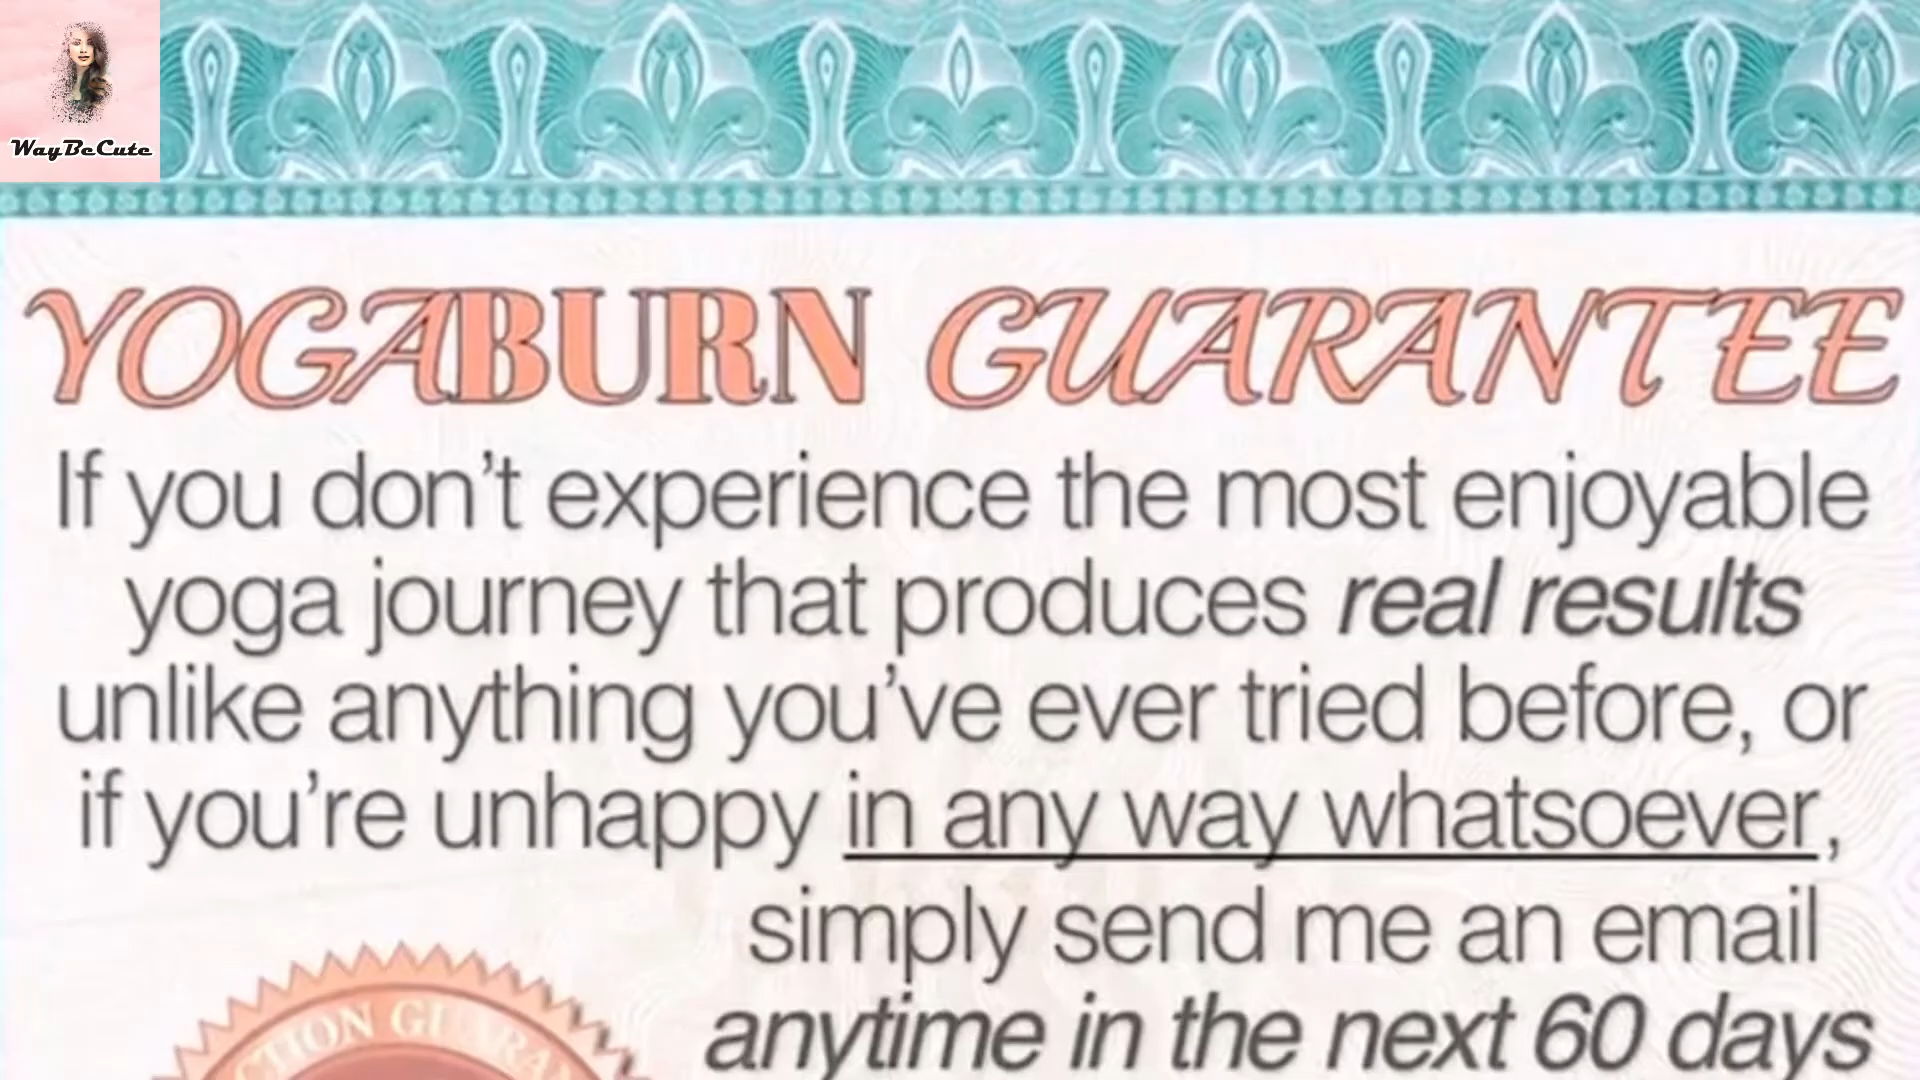 WayBeCute
YOGABURN GUARANTEE
If you don't experience the most enjoyable
yoga journey that produces real results
unlike anything you've ever tried before, or
if you're unhappy in any way whatsoever,
simply send me an email
anytime in the next 60 days